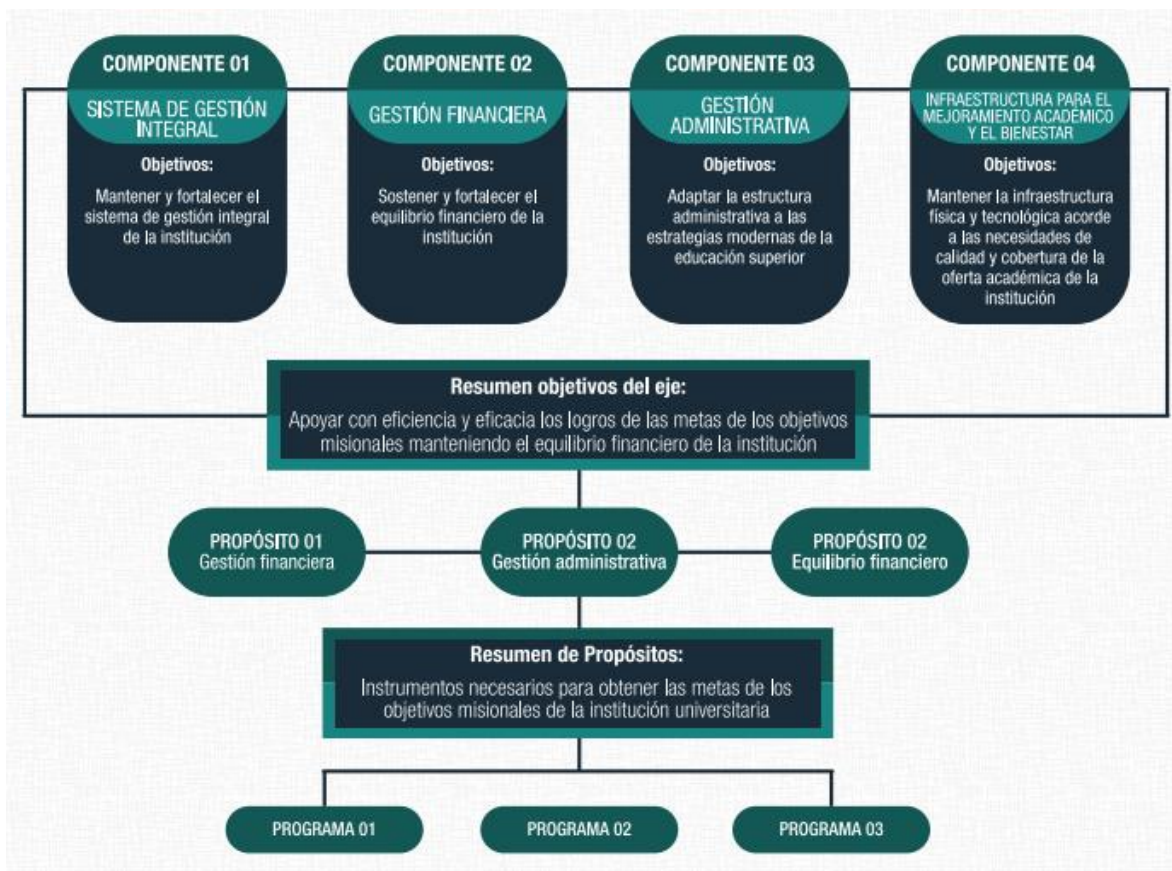 COMPONENTE 01
SISTEMA DE GESTIÓN
INTEGRAL
Objetivos:
Mantener y fortalecer el
sistema de gestión integral
de la institución
COMPONENTE 02
GESTIÓN FINANCIERA
Objetivos:
Sostener y fortalecer el
equilibrio financiero de la
institución
COMPONENTE 03
GESTIÓN
ADMINISTRATIVA
Objetivos:
Adaptar la estructura
administrativa a las
estrategias modernas de la
educación superior
COMPONENTE 04
INFRAESTRUCTURA PARA EL
MEJORAMIENTO ACADÉMICO
Y EL BIENESTAR
Objetivos:
Mantener la infraestructura
física y tecnológica acorde
a las necesidades de
calidad y cobertura de la
oferta académica de la
institución
Resumen objetivos del eje:
Apoyar con eficiencia y eficacia los logros de las metas de los objetivos
misionales manteniendo el equilibrio financiero de la institución
PROPÓSITO 01
Gestión financiera
PROPÓSITO 02
Gestión administrativa
PROPÓSITO 02
Equilibrio financiero
Resumen de Propósitos:
Instrumentos necesarios para obtener las metas de los
objetivos misionales de la institución universitaria
PROGRAMA 01
PROGRAMA 02
PROGRAMA 03